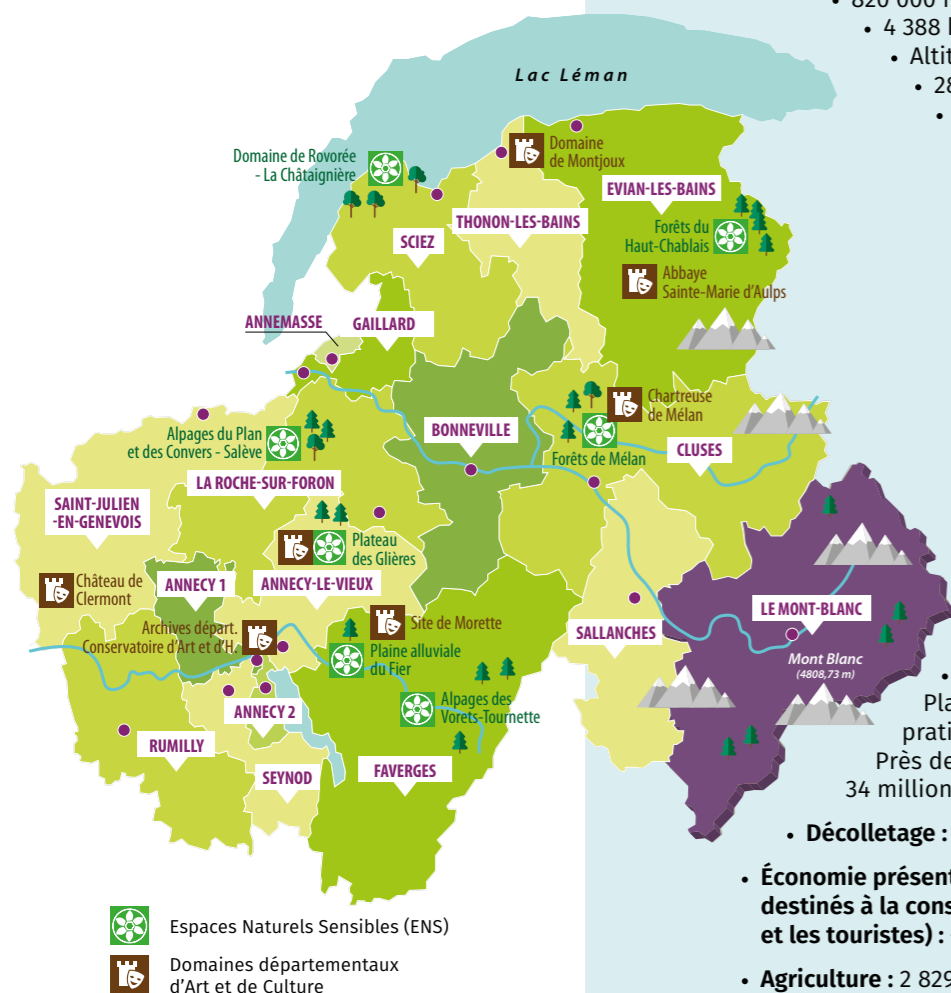 • 820 000
• 4 388
•
• 28
•
Lac Léman
Domaine de Rovorée
- La Châtaignière
Domaine
de Montjoux
EVIAN-LES-BAINS
THONON-LES-BAINS
SCIEZ
Forêts du
Haut-Chablais
Abbaye
Sainte-Marie d'Aulps
ANNEMASSE
GAILLARD
Chartreuse
de Mélan
Forêts de Mélan
BONNEVILLE
CLUSES
Alpages du Plan
et des Convers - Salève
LA ROCHE-SUR-FORON
SAINT-JULIEN
-EN-GENEVOIS
Plateau
des Glières
ANNECY 1
ANNECY-LE-VIEUX
Château de
Clermont
Archives départ.
Conservatoire d'Art et d'H.
Site de Morette
Plaine alluviale
du Fier
SALLANCHES
LE MONT-BLANC
Mont Blanc
(4808,73 m)
Alpages des
Vorets-Tournette
ANNECY 2
RUMILLY
SEYNOD
FAVERGES
•
Près de
34 million
• Décolletage :
• Économie présent
destinés à la cons
et les touristes) :
• Agriculture : 2 829
Espaces Naturels Sensibles (ENS)
Domaines départementaux
d'Art et de Culture